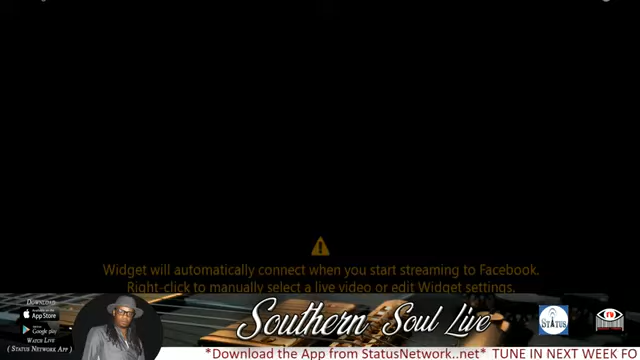 Widget will automatically connect when you start streaming to Facebook.
Right-click to manually select a live video or edit Widget settings.
DOWNLOAD
App Store
Google play
WATCH LIVE
( STATUS NETWORK APP )
Southern Soul Live
STATUS
*Download the App from StatusNetwork..net* TUNE IN NEXT WEEK FO